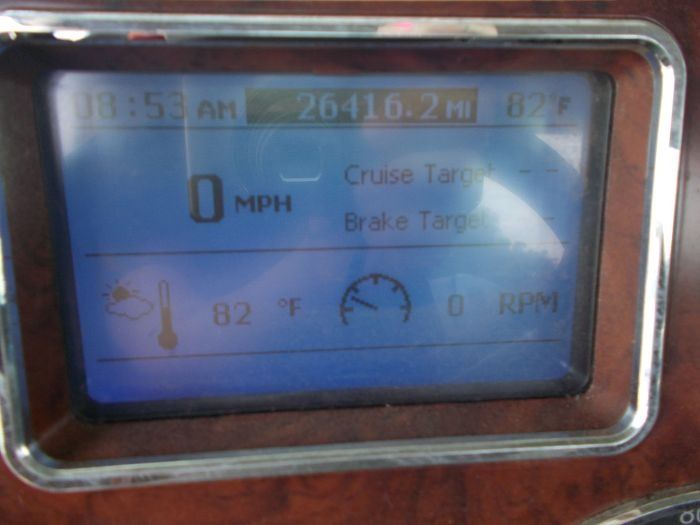 08:53 AM 26416.2 MI 82°F
0 MPH
Cruise Target - -
Brake Target - -
82 °F 0 RPM